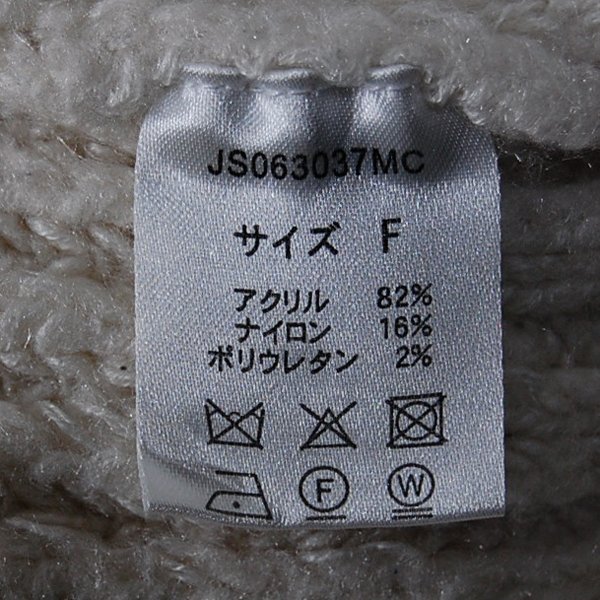 JS063037MC
サイズ F
アクリル 82%
ナイロン 16%
ポリウレタン 2%
F W